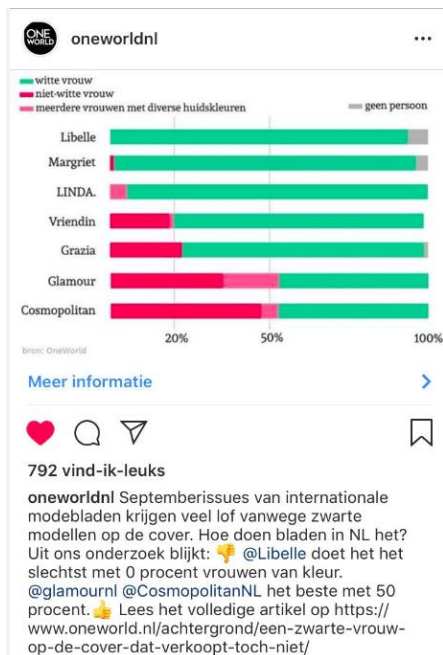 ONE
WORLD
oneworldnl
witte vrouw
niet-witte vrouw
meerdere vrouwen met diverse huidskleuren
geen persoon
Libelle
Margriet
LINDA.
Vriendin
Grazia
Glamour
Cosmopolitan
20% 50% 100%
bron: OneWorld
Meer informatie
792 vind-ik-leuks
oneworldnl Septemberissues van internationale
modebladen krijgen veel lof vanwege zwarte
modellen op de cover. Hoe doen bladen in NL het?
Uit ons onderzoek blijkt: 👎 @Libelle doet het het
slechtst met 0 procent vrouwen van kleur.
@glamournl @CosmopolitanNL het beste met 50
procent.👍 Lees het volledige artikel op https://
www.oneworld.nl/achtergrond/een-zwarte-vrouw-
op-de-cover-dat-verkoopt-toch-niet/